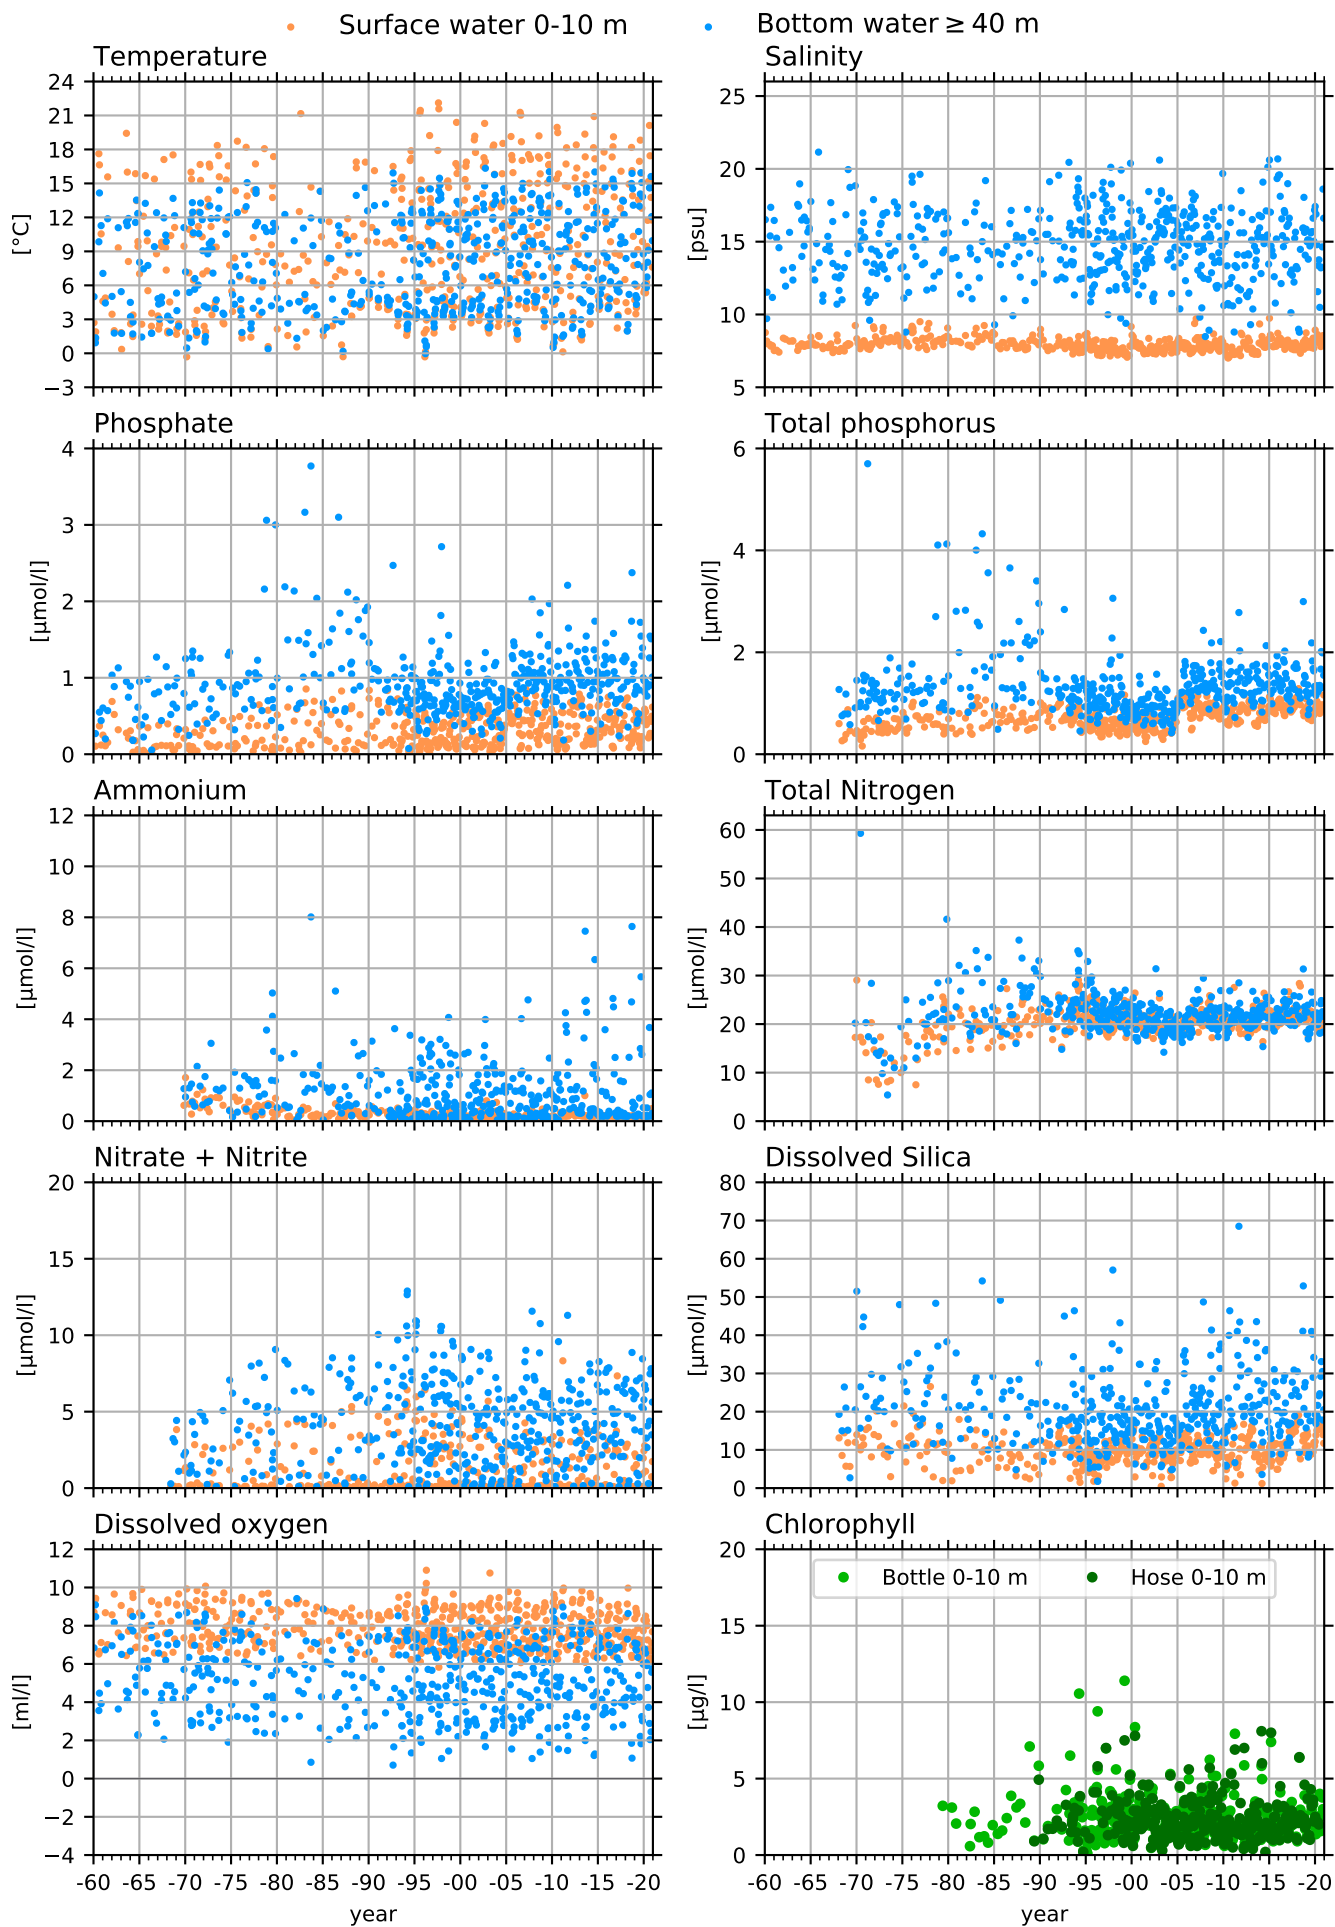 Surface water 0-10 m
Bottom water ≥ 40 m
Temperature
Salinity
24
21
18
15
12
9
6
3
0
−3
[°C]
25
20
15
10
5
[psu]
Phosphate
Total phosphorus
4
3
2
1
0
[μmol/l]
6
4
2
0
[μmol/l]
Ammonium
Total Nitrogen
12
10
8
6
4
2
0
[μmol/l]
60
50
40
30
20
10
0
[μmol/l]
Nitrate + Nitrite
Dissolved Silica
20
15
10
5
0
[μmol/l]
80
70
60
50
40
30
20
10
0
[μmol/l]
Dissolved oxygen
Chlorophyll
12
10
8
6
4
2
0
−2
−4
[ml/l]
20
15
10
5
0
[μg/l]
Bottle 0-10 m
Hose 0-10 m
-60 -65 -70 -75 -80 -85 -90 -95 -00 -05 -10 -15 -20
-60 -65 -70 -75 -80 -85 -90 -95 -00 -05 -10 -15 -20
year
year